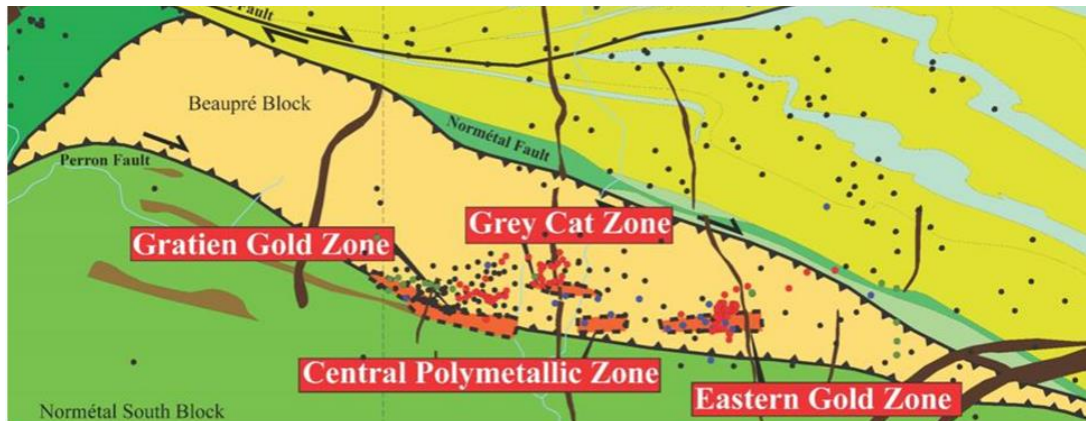 Fault
Beaupré Block
Normétal Fault
Perron Fault
Grey Cat Zone
Gratien Gold Zone
Central Polymetallic Zone
Eastern Gold Zone
Normétal South Block